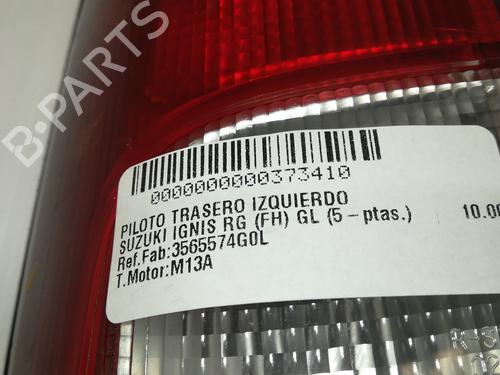 B-PARTS
0000000000373410
PILOTO TRASERO IZQUIERDO
SUZUKI IGNIS RG (FH) GL (5-ptas.)
Ref.Fab:3565574G0L
T.Motor:M13A
10.00